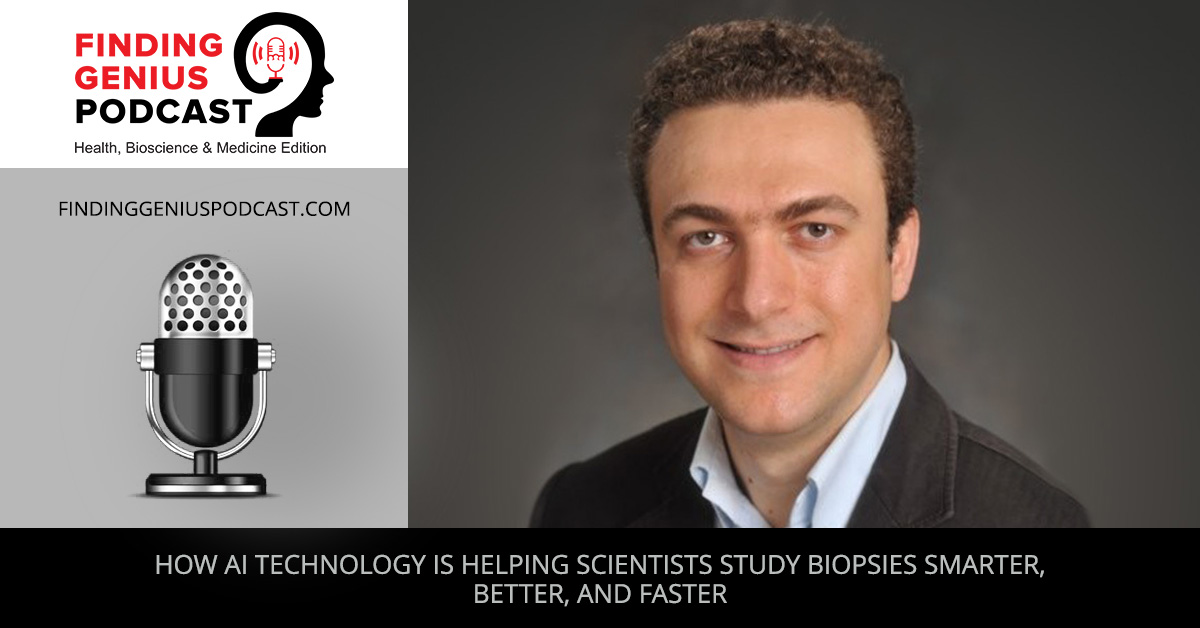 FINDING
GENIUS
PODCAST
Health, Bioscience & Medicine Edition
FINDINGGENIUSPODCAST.COM
HOW AI TECHNOLOGY IS HELPING SCIENTISTS STUDY BIOPSIES SMARTER,
BETTER, AND FASTER